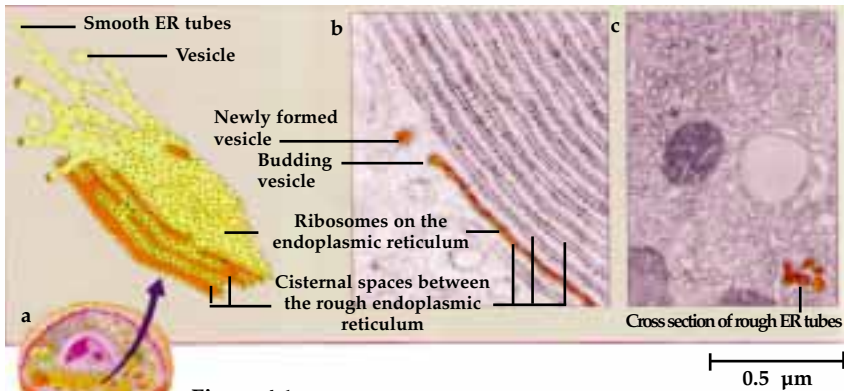 Smooth ER tubes
Vesicle
b
c
Newly formed
vesicle
Budding
vesicle
Ribosomes on the
endoplasmic reticulum
Cisternal spaces between
the rough endoplasmic
reticulum
a
Cross section of rough ER tubes
0.5 µm